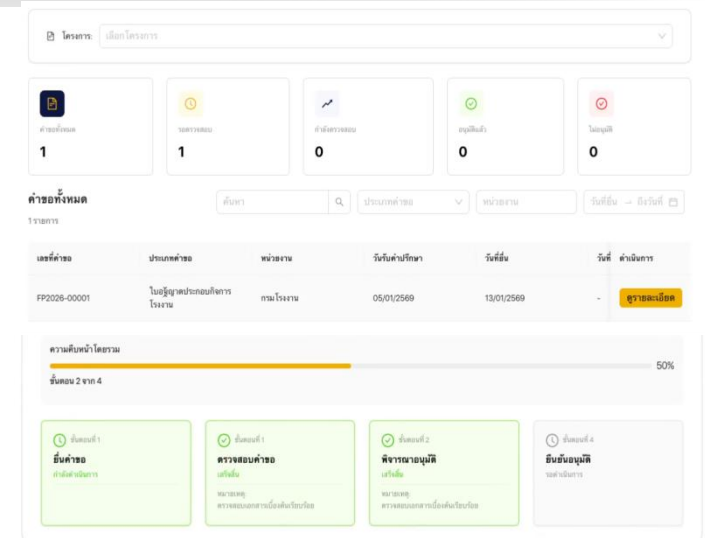 โครงการ: เลือกโครงการ
คำขอทั้งหมด
1
รอตรวจสอบ
1
กำลังตรวจสอบ
0
อนุมัติแล้ว
0
ไม่อนุมัติ
0
คำขอทั้งหมด
1 รายการ
ค้นหา ประเภทคำขอ หน่วยงาน วันที่ยื่น → ถึงวันที่
เลขที่คำขอ ประเภทคำขอ หน่วยงาน วันรับคำปรึกษา วันที่ยื่น วันที่ ดำเนินการ
FP2026-00001 ใบอนุญาตประกอบกิจการ กรมโรงงาน 05/01/2569 13/01/2569 - ดูรายละเอียด
โรงงาน
ความคืบหน้าโดยรวม
50%
ขั้นตอน 2 จาก 4
ขั้นตอนที่ 1
ยื่นคำขอ
กำลังดำเนินการ
ขั้นตอนที่ 1
ตรวจสอบคำขอ
เสร็จสิ้น
หมายเหตุ
ตรวจสอบเอกสารเบื้องต้นเรียบร้อย
ขั้นตอนที่ 2
พิจารณาอนุมัติ
เสร็จสิ้น
หมายเหตุ
ตรวจสอบเอกสารเบื้องต้นเรียบร้อย
ขั้นตอนที่ 4
ยืนยันอนุมัติ
รอดำเนินการ